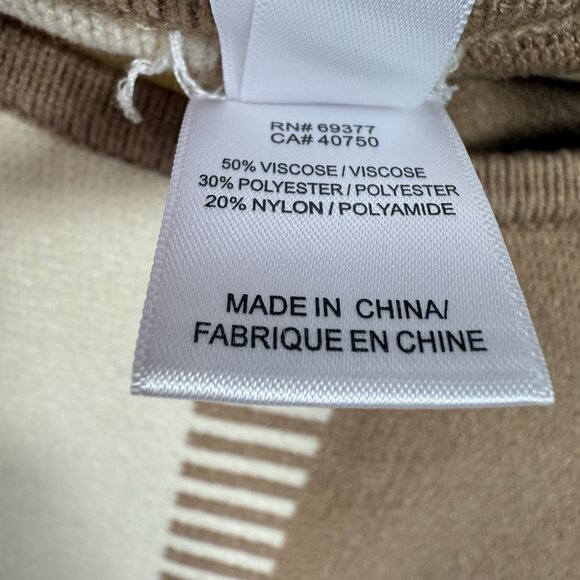 RN# 69377
CA# 40750
50% VISCOSE / VISCOSE
30% POLYESTER / POLYESTER
20% NYLON / POLYAMIDE
MADE IN CHINA/
FABRIQUE EN CHINE